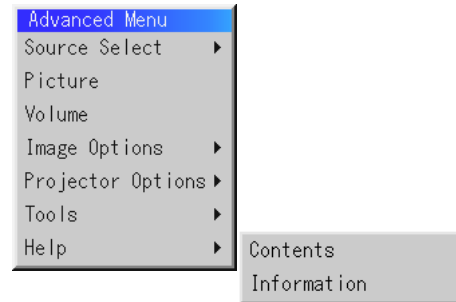 Advanced Menu
Source Select
Picture
Volume
Image Options
Projector Options
Tools
Help
Contents
Information